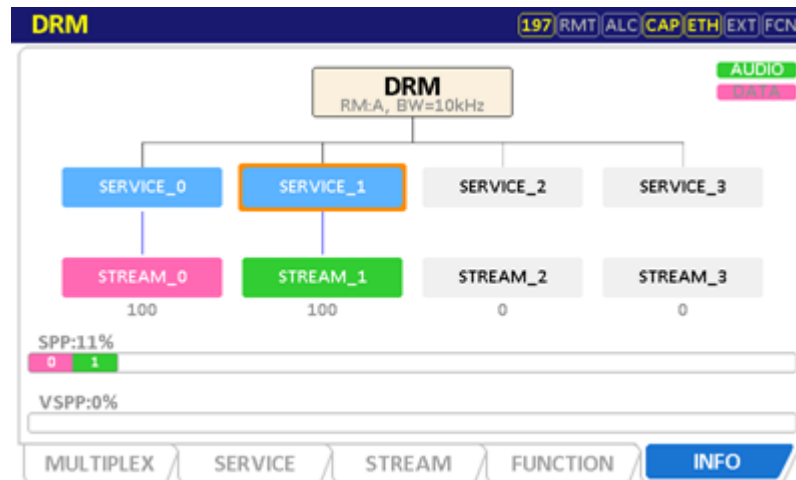 DRM 197 RMT ALC CAP ETH EXT FCN
AUDIO
DRM
DATA
RM:A, BW=10kHz
SERVICE_0 SERVICE_1 SERVICE_2 SERVICE_3
STREAM_0 STREAM_1 STREAM_2 STREAM_3
100 100 0 0
SPP:11%
0 1
VSPP:0%
MULTIPLEX SERVICE STREAM FUNCTION INFO